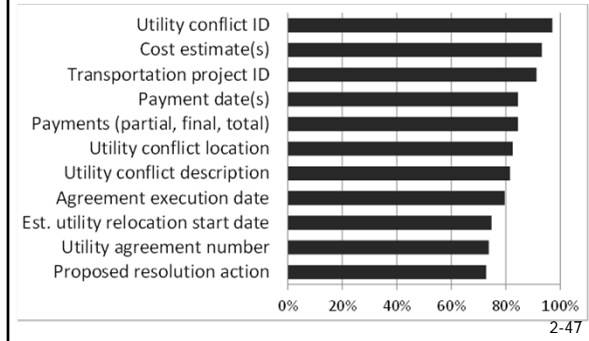 Utility conflict ID
Cost estimate(s)
Transportation project ID
Payment date(s)
Payments (partial, final, total)
Utility conflict location
Utility conflict description
Agreement execution date
Est. utility relocation start date
Utility agreement number
Proposed resolution action
0% 20% 40% 60% 80% 100%
2-47